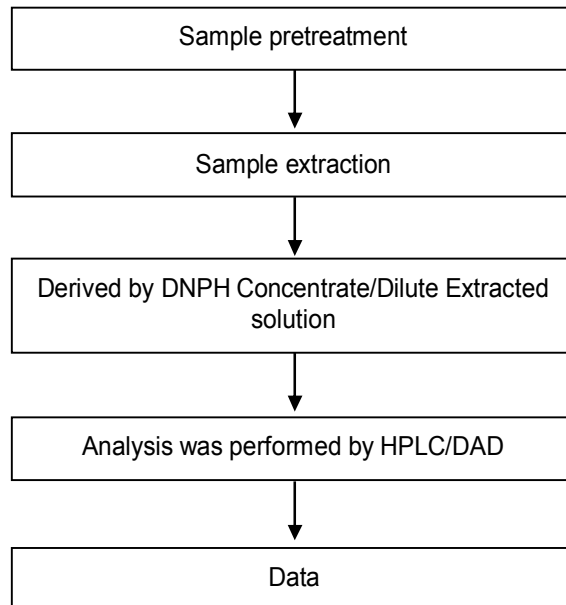 Sample pretreatment
Sample extraction
Derived by DNPH Concentrate/Dilute Extracted
solution
Analysis was performed by HPLC/DAD
Data